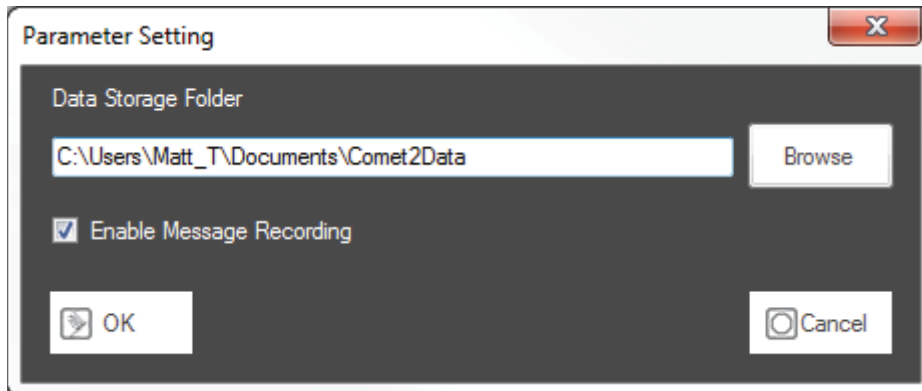 Parameter Setting
Data Storage Folder
C:\Users\Matt_T\Documents\Comet2Data
Browse
Enable Message Recording
OK
Cancel